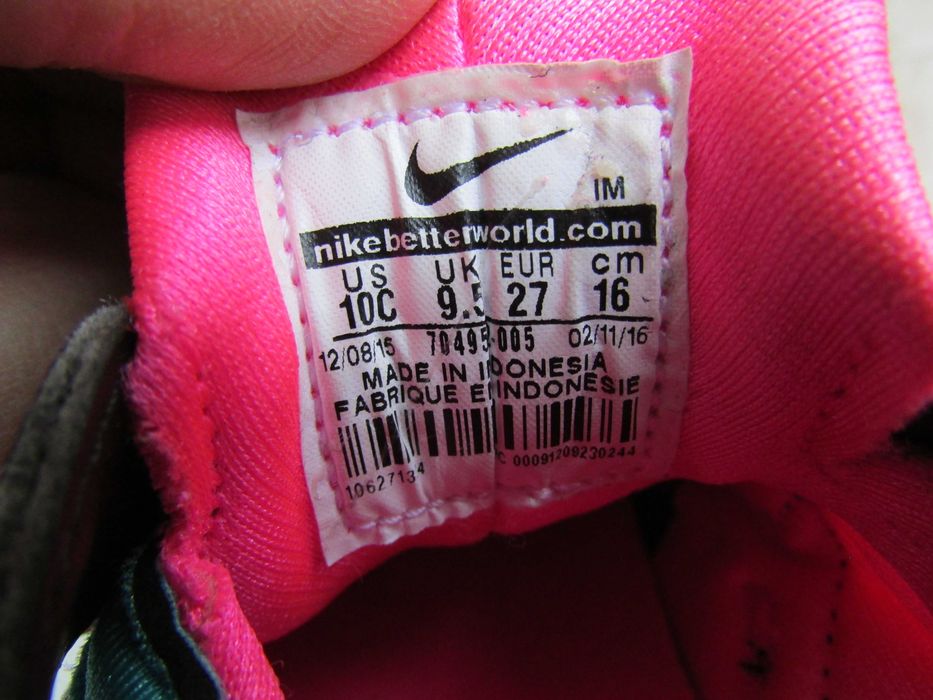 IM
nikebetterworld.com
US UK EUR cm
10C 9.5 27 16
12/08/15 70495-005 02/11/16
MADE IN INDONESIA
FABRIQUE EN INDONESIE
00091209230244
10627134